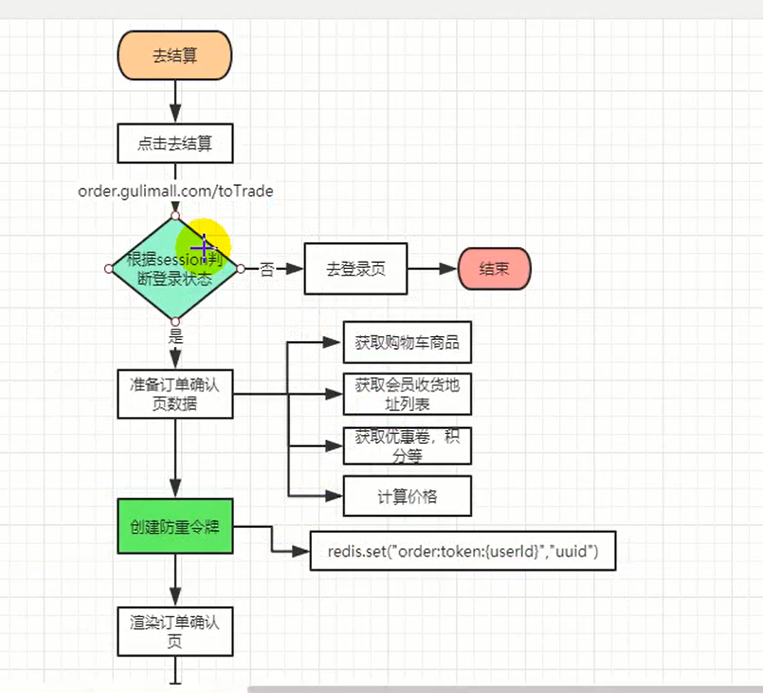 去结算
点击去结算
order.gulimall.com/toTrade
根据session判
断登录状态
否
去登录页
结束
是
准备订单确认
页数据
获取购物车商品
获取会员收货地
址列表
获取优惠卷，积
分等
计算价格
创建防重令牌
redis.set("order:token:{userId}","uuid")
渲染订单确认
页